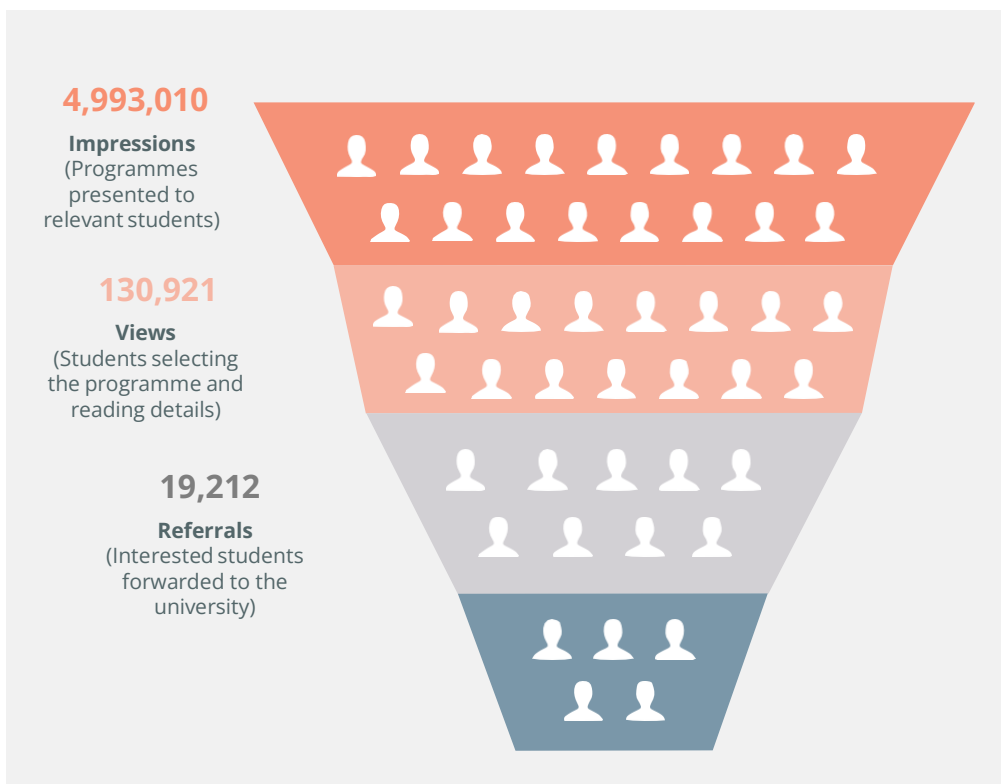 4,993,010
Impressions
(Programmes
presented to
relevant students)
130,921
Views
(Students selecting
the programme and
reading details)
19,212
Referrals
(Interested students
forwarded to the
university)